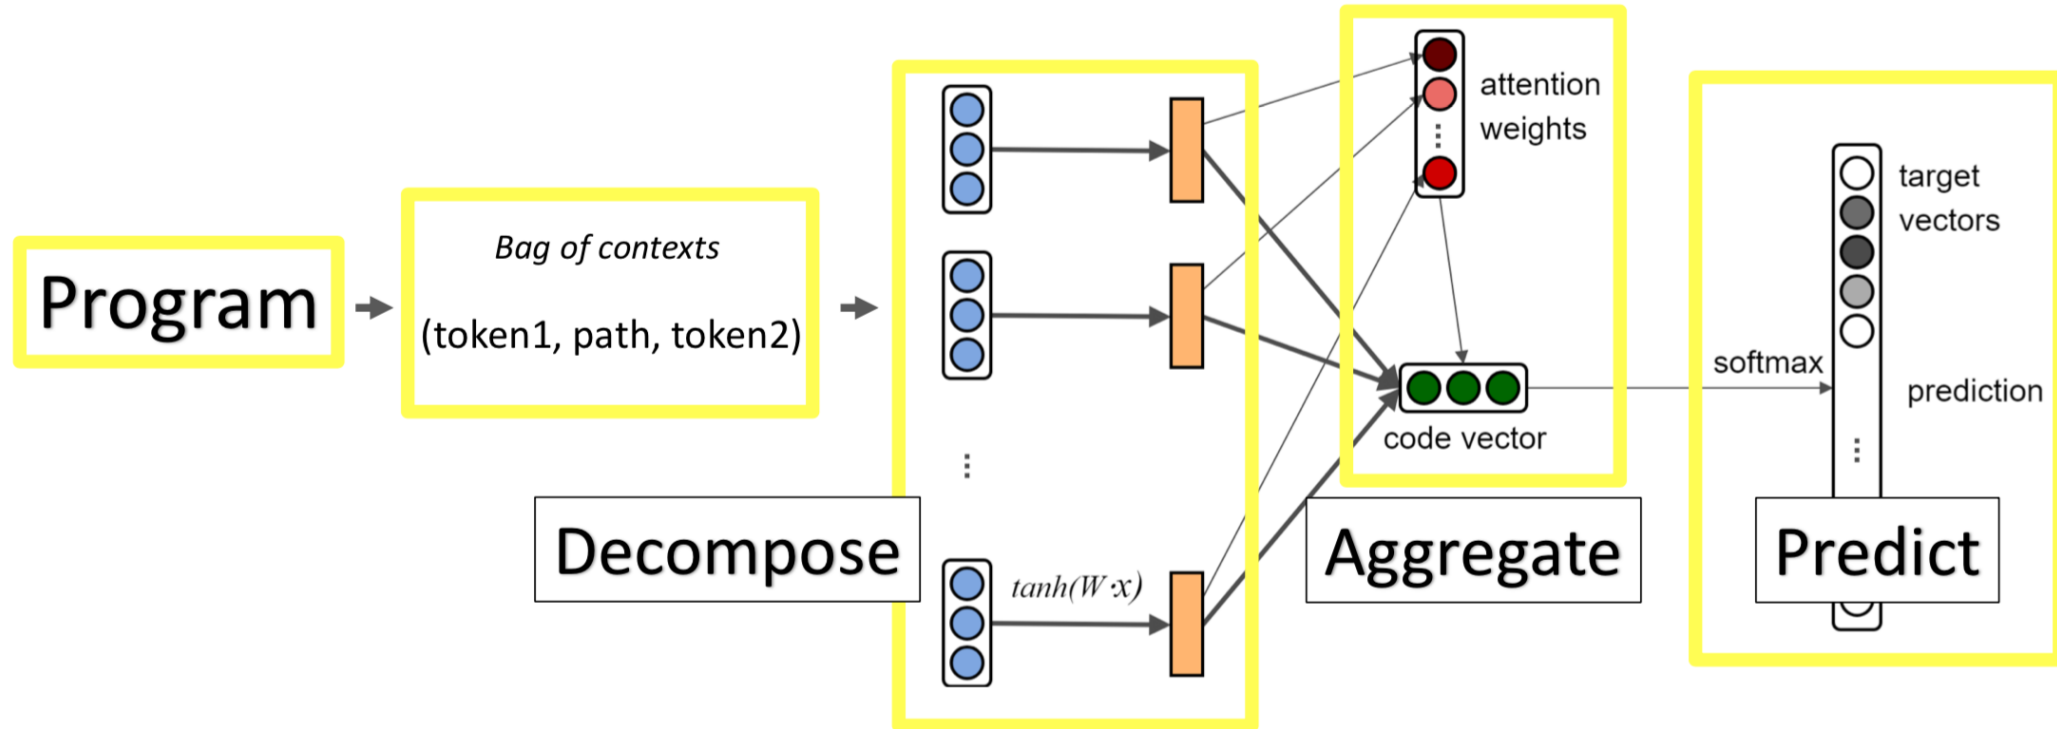 Program
Bag of contexts
(token1, path, token2)
Decompose
tanh(W·x)
attention
weights
code vector
Aggregate
softmax
target
vectors
prediction
Predict